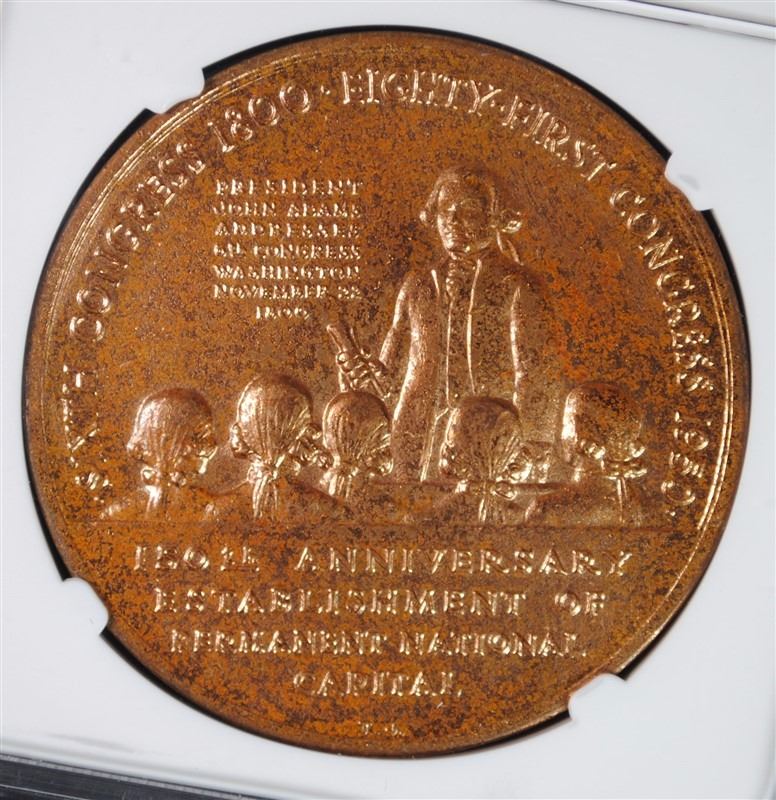 SIXTH CONGRESS 1800 · EIGHTY-FIRST CONGRESS 1950
PRESIDENT
JOHN ADAMS
ADDRESSES
6th CONGRESS
WASHINGTON
NOVEMBER 22
1800
150th ANNIVERSARY
ESTABLISHMENT OF
PERMANENT NATIONAL
CAPITAL